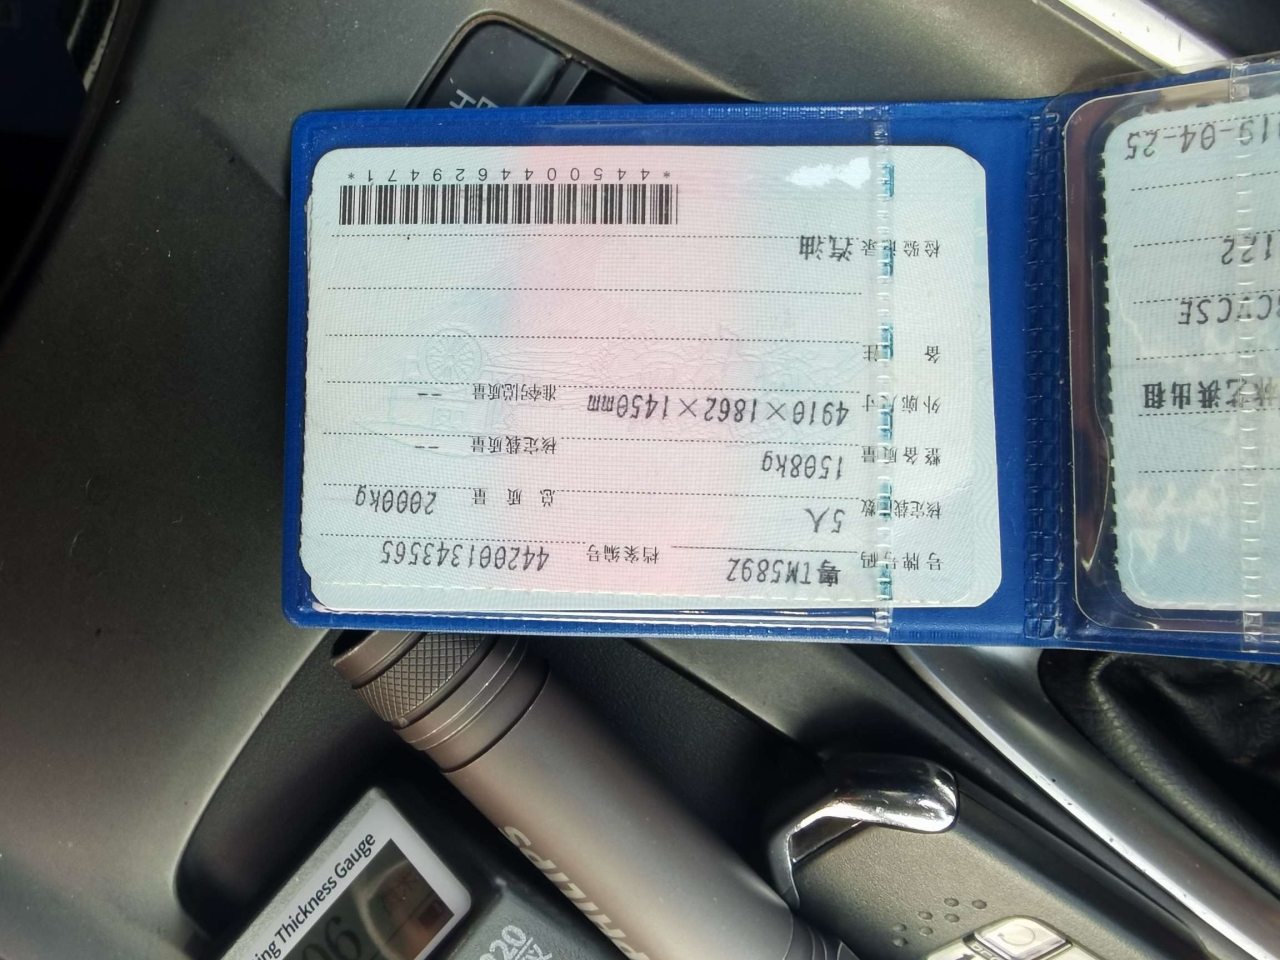 号牌号码 粤TM5892 档案编号 442001343565
核定载人数 5人 总质量 2000kg
整备质量 1508kg 核定载质量 --
外廓尺寸 4910×1862×1450mm 准牵引总质量 --
备注
检验记录 汽油
*4450044629471*
出租
122
04-25
PHILIPS
ing Thickness Gauge